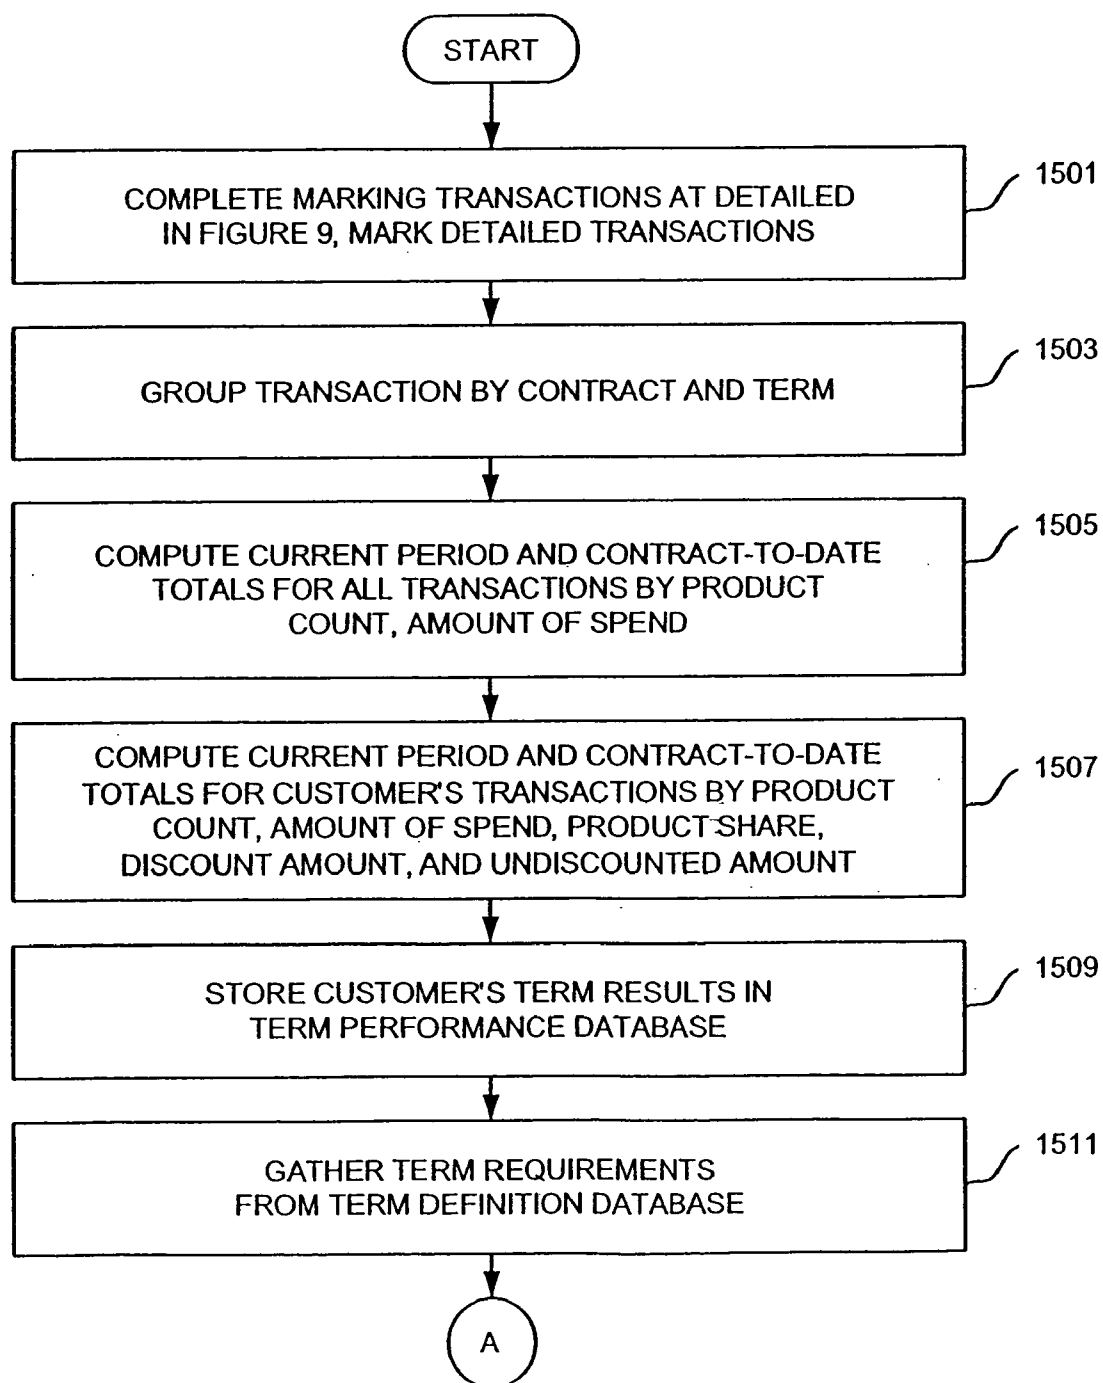 START
COMPLETE MARKING TRANSACTIONS AT DETAILED
IN FIGURE 9, MARK DETAILED TRANSACTIONS
1501
GROUP TRANSACTION BY CONTRACT AND TERM
1503
COMPUTE CURRENT PERIOD AND CONTRACT-TO-DATE
TOTALS FOR ALL TRANSACTIONS BY PRODUCT
COUNT, AMOUNT OF SPEND
1505
COMPUTE CURRENT PERIOD AND CONTRACT-TO-DATE
TOTALS FOR CUSTOMER'S TRANSACTIONS BY PRODUCT
COUNT, AMOUNT OF SPEND, PRODUCT SHARE,
DISCOUNT AMOUNT, AND UNDISCOUNTED AMOUNT
1507
STORE CUSTOMER'S TERM RESULTS IN
TERM PERFORMANCE DATABASE
1509
GATHER TERM REQUIREMENTS
FROM TERM DEFINITION DATABASE
1511
A